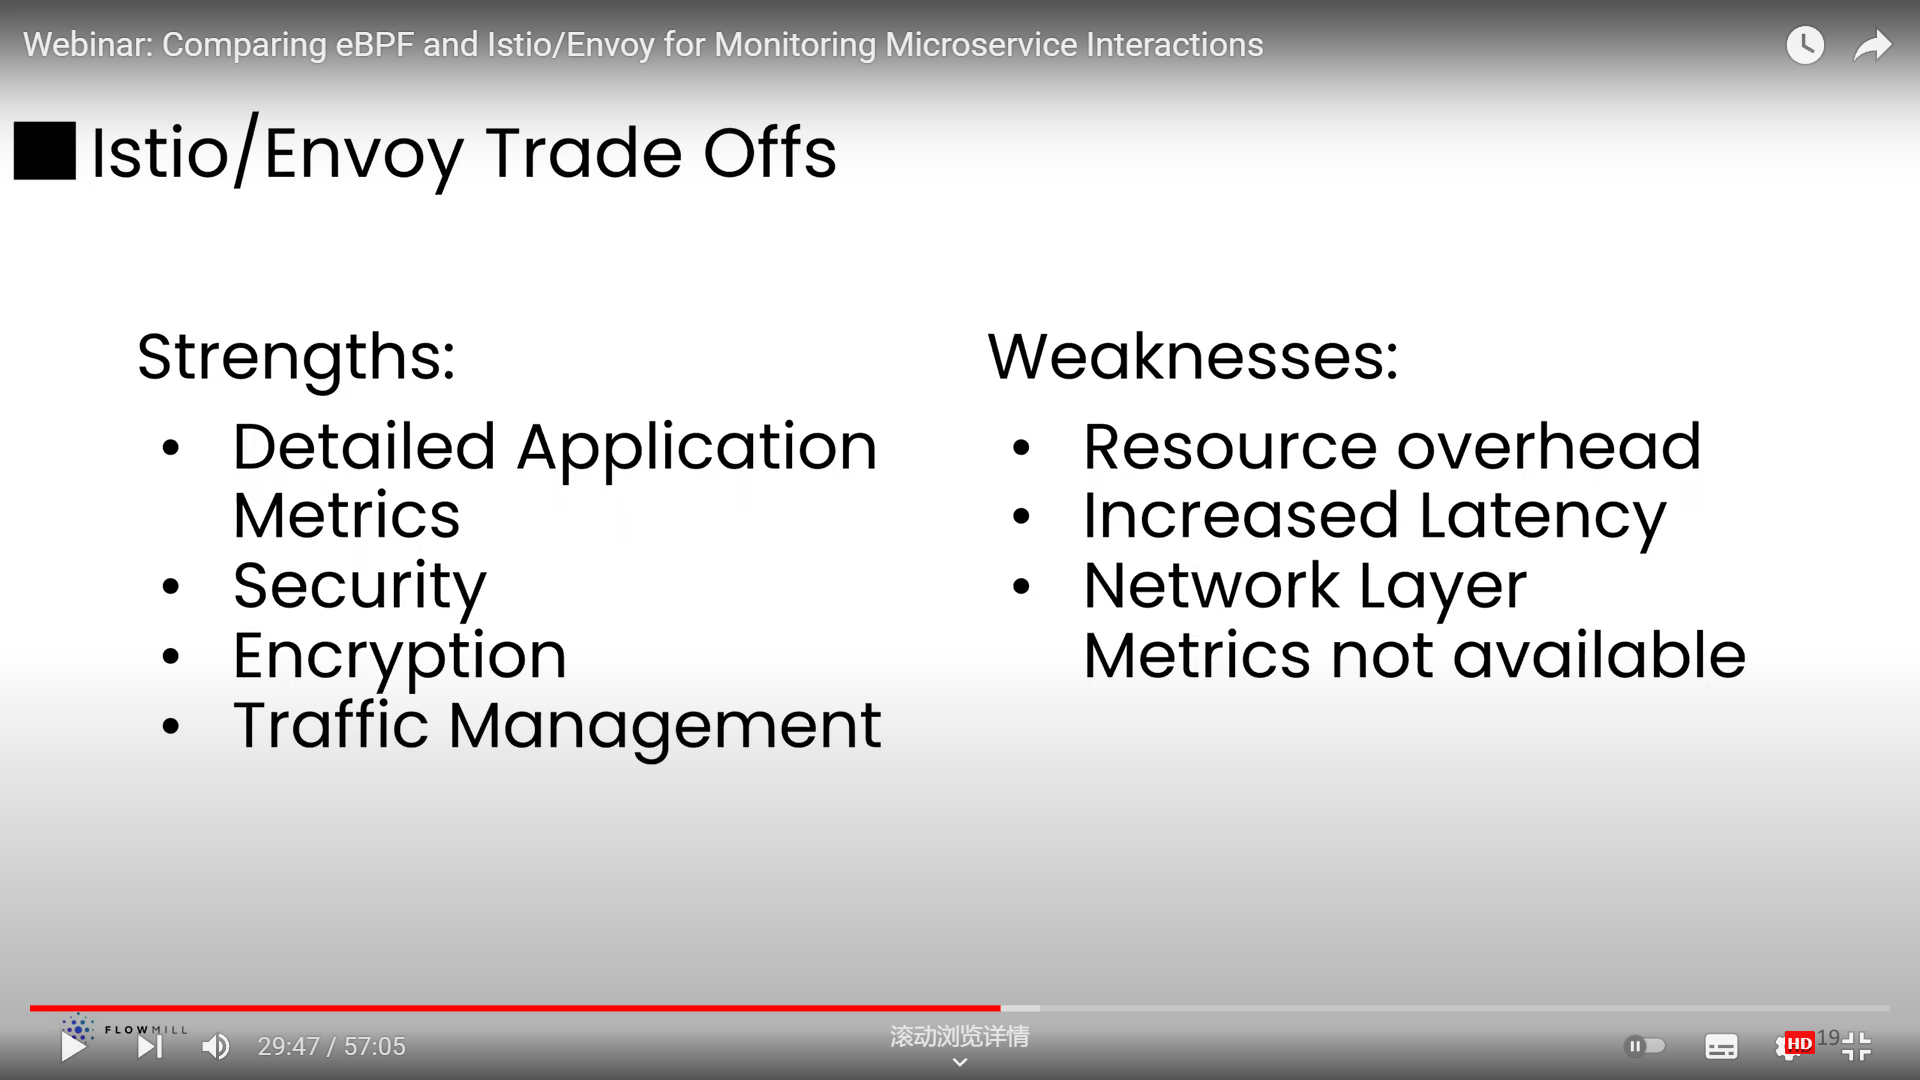 Webinar: Comparing eBPF and Istio/Envoy for Monitoring Microservice Interactions
Istio/Envoy Trade Offs
Strengths:
• Detailed Application
Metrics
• Security
• Encryption
• Traffic Management
Weaknesses:
• Resource overhead
• Increased Latency
• Network Layer
Metrics not available
FLOWMILL
29:47 / 57:05
滚动浏览详情
HD
19